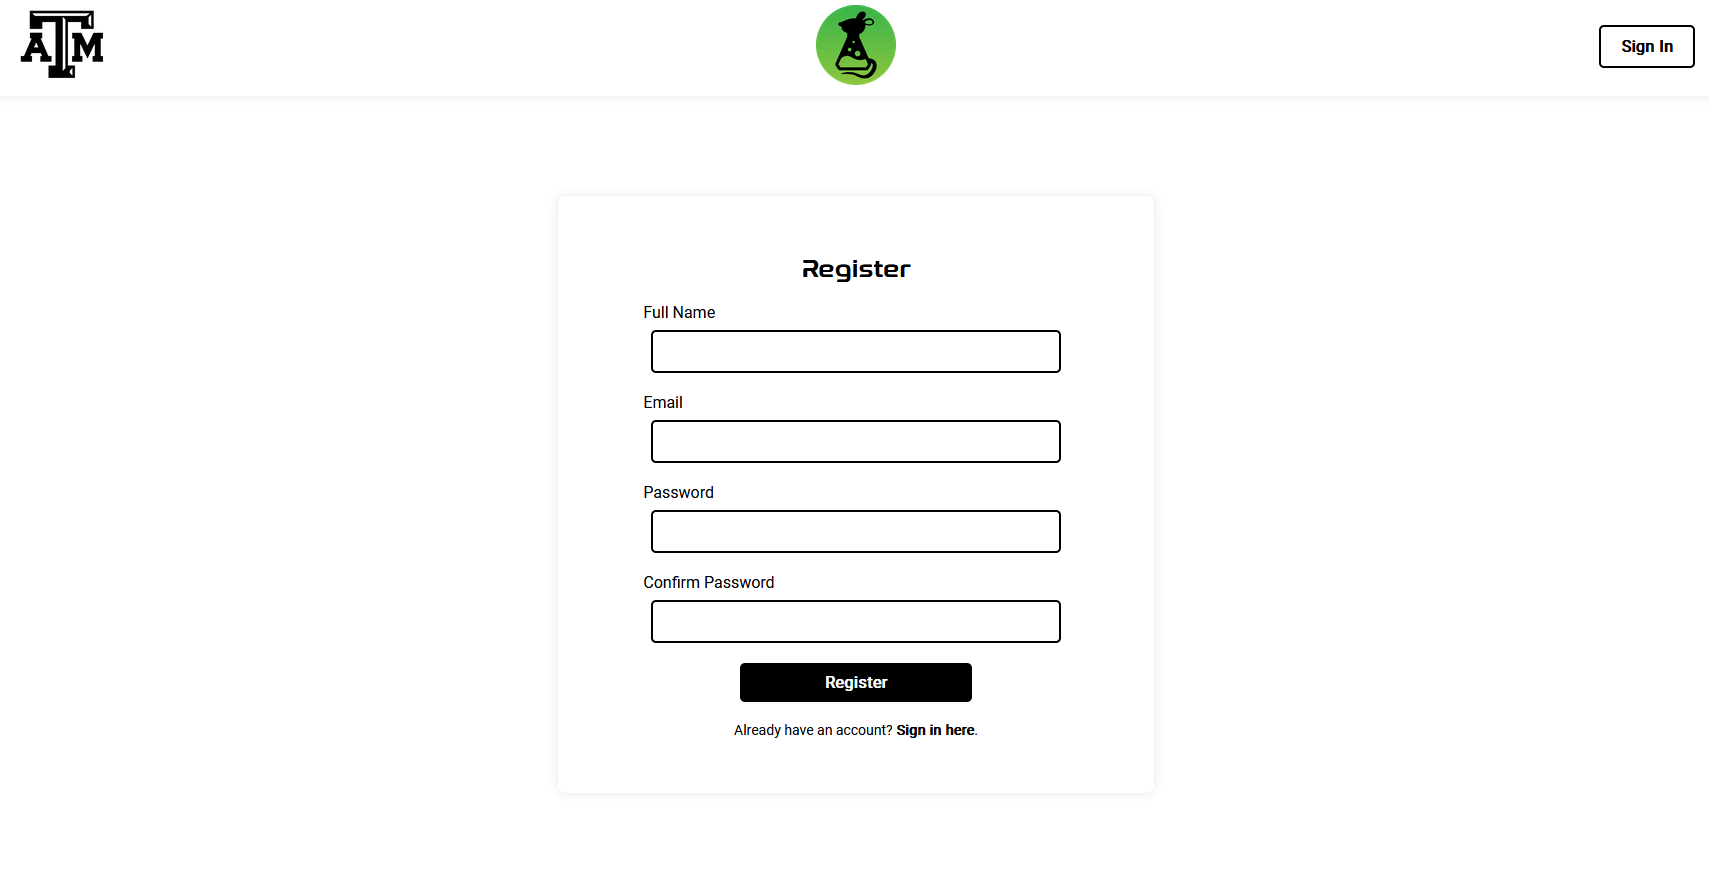 ATM
Sign In
Register
Full Name
Email
Password
Confirm Password
Register
Already have an account? Sign in here.